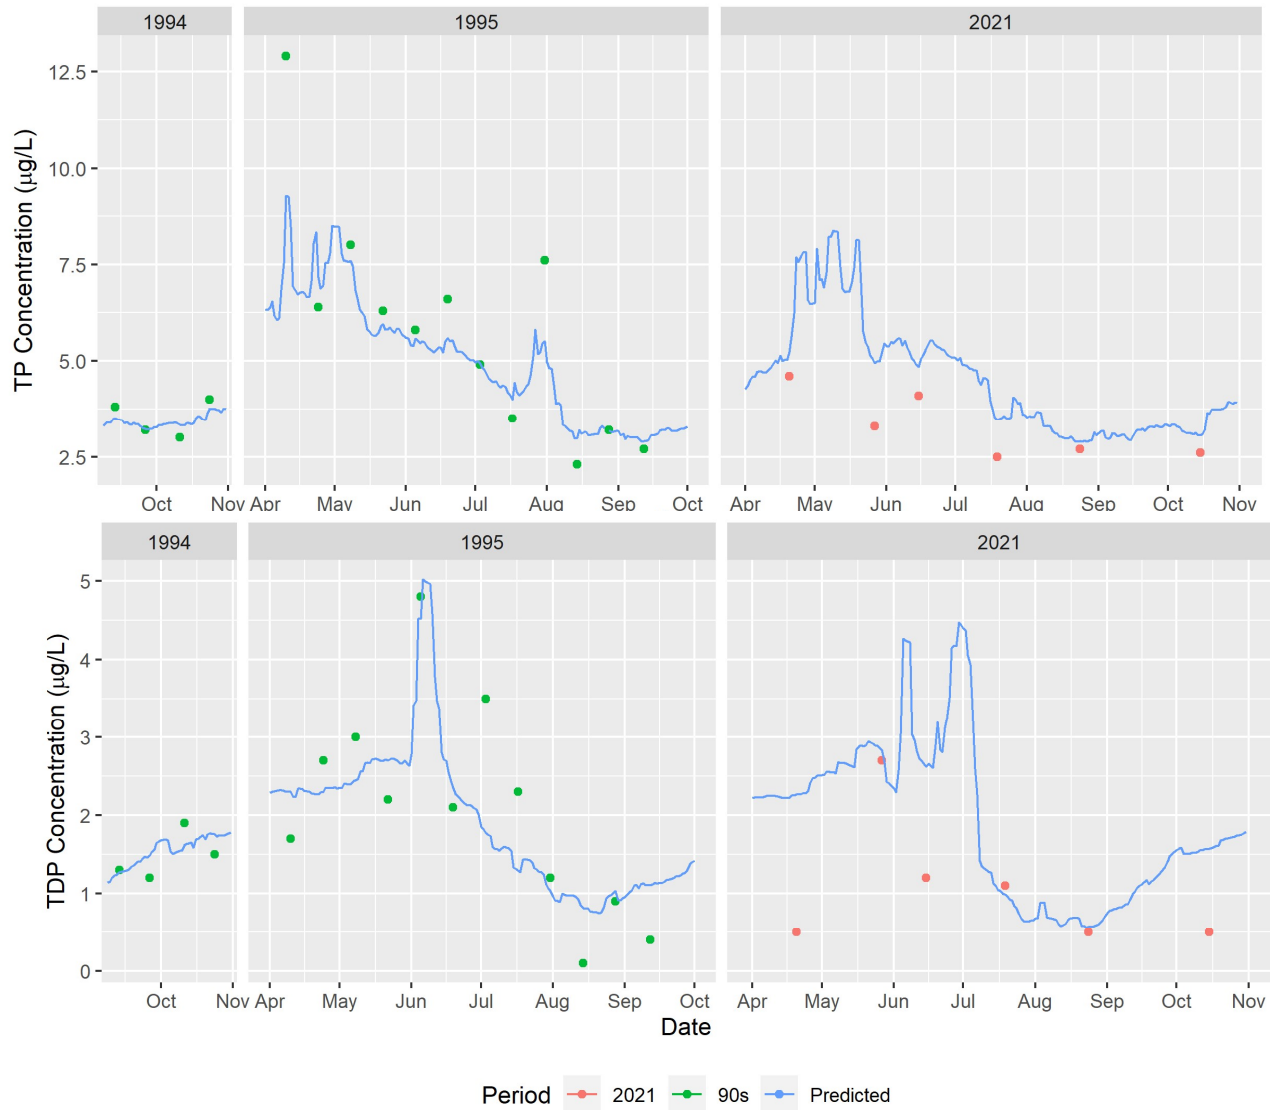 1994 1995 2021
TP Concentration (µg/L)
12.5
10.0
7.5
5.0
2.5
Oct Nov Apr May Jun Jul Aug Sep Oct Apr May Jun Jul Aug Sep Oct Nov
1994 1995 2021
TDP Concentration (µg/L)
5
4
3
2
1
0
Oct Nov Apr May Jun Jul Aug Sep Oct Apr May Jun Jul Aug Sep Oct Nov
Date
Period 2021 90s Predicted